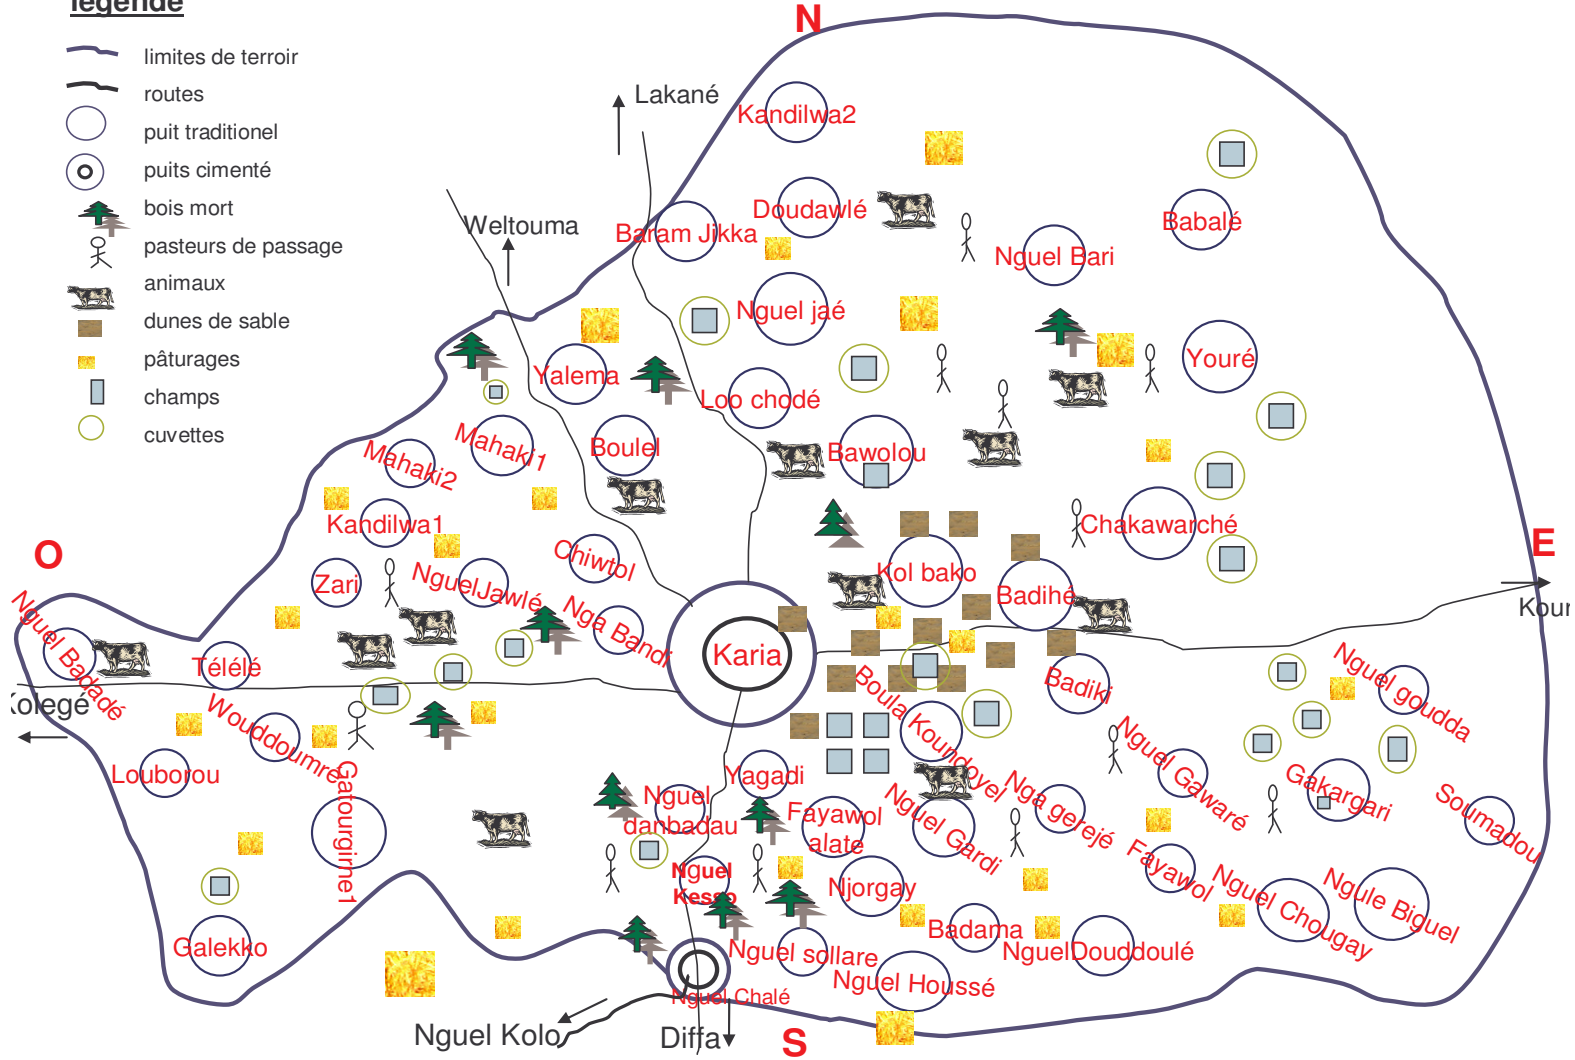 légende
limites de terroir
routes
puit traditionel
puits cimenté
bois mort
pasteurs de passage
animaux
dunes de sable
pâturages
champs
cuvettes
N
Lakané
Kandilwa2
Weltouma
Baram Jikka
Doudawlé
Babalé
Nguel Bari
Nguel jaé
Yalema
Youré
Loo chodé
Mahaki2
Mahaki1
Boulel
Bawolou
Kandilwa1
Chakawarché
O
E
Zari
NguelJawlé
Chiwtol
Kol bako
Badihé
Nga Bandi
Karia
Kour
Nguel Badadé
Télélé
Kolegé
Badiki
Nguel goudda
Wouddoumre
Boula Koundoyel
Louborou
Gatourgirne1
Yagadi
Nguel
danbadau
Fayawol
alate
Nguel Gardi
Nga gerejé
Nguel Gawaré
Gakargari
Soumadou
Nguel
Kesso
Njorgay
Fayawol
Nguel Chougay
Ngule Biguel
Galekko
Nguel sollare
Badama
NguelDouddoulé
Nguel Houssé
Nguel Chalé
Nguel Kolo
Diffa
S